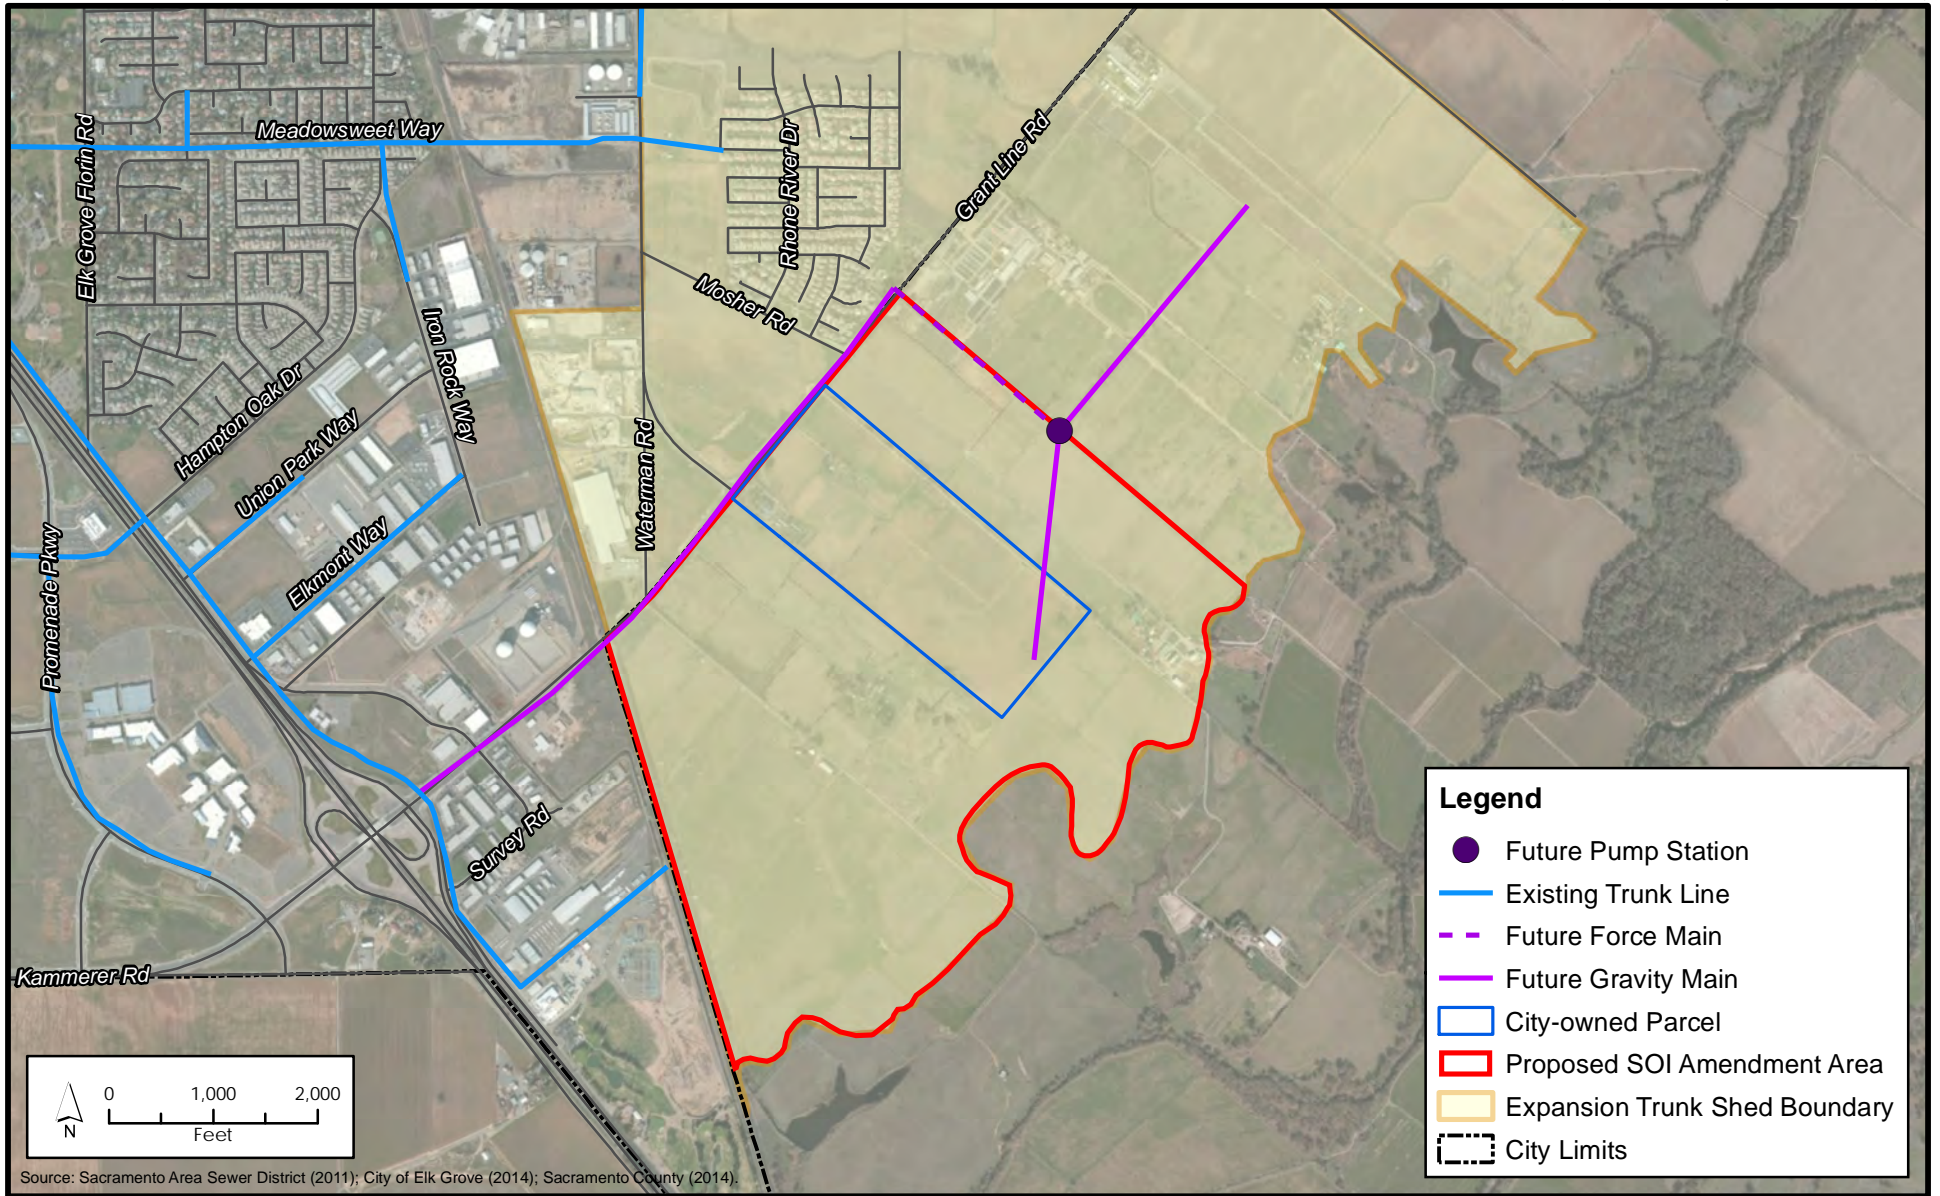 Meadowsweet Way
Elk Grove Florin Rd
Rhone River Dr
Grant Line Rd
Mosher Rd
Iron Rock Way
Hampton Oak Dr
Union Park Way
Waterman Rd
Elkmont Way
Promenade Pkwy
Survey Rd
Kammerer Rd
Legend
Future Pump Station
Existing Trunk Line
Future Force Main
Future Gravity Main
City-owned Parcel
Proposed SOI Amendment Area
Expansion Trunk Shed Boundary
City Limits
0 1,000 2,000
Feet
N
Source: Sacramento Area Sewer District (2011); City of Elk Grove (2014); Sacramento County (2014).